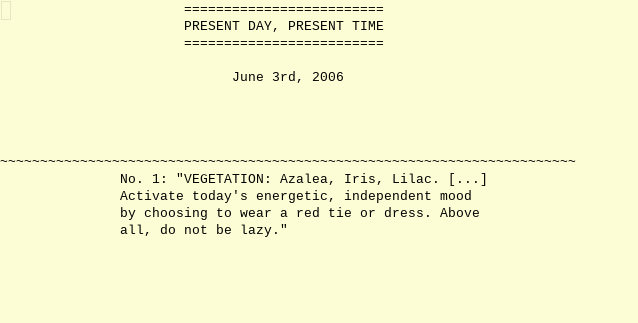 =========================
PRESENT DAY, PRESENT TIME
=========================
June 3rd, 2006
~~~~~~~~~~~~~~~~~~~~~~~~~~~~~~~~~~~~~~~~~~~~~~~~~~~~~~~~~~~~~~~~~~~~~~~~
No. 1: "VEGETATION: Azalea, Iris, Lilac. [...]
Activate today's energetic, independent mood
by choosing to wear a red tie or dress. Above
all, do not be lazy."